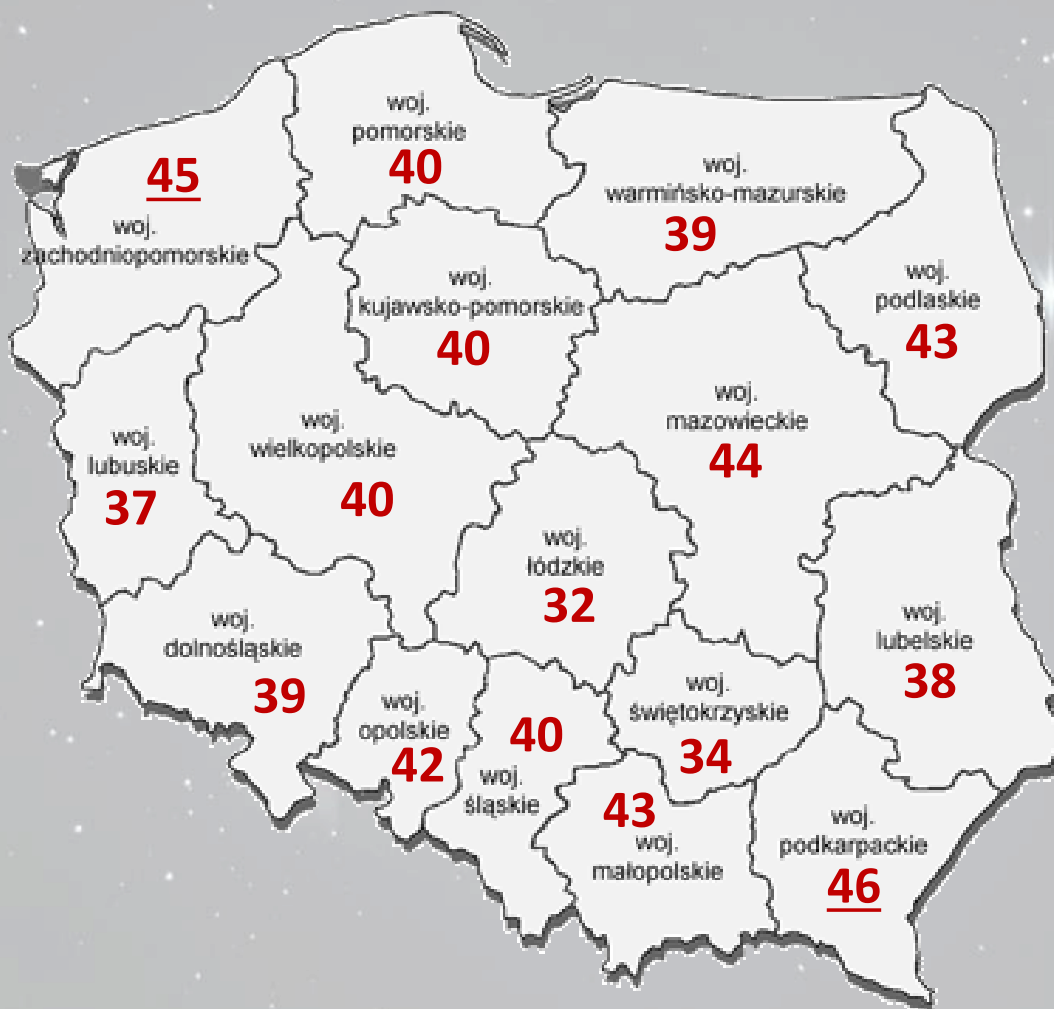 woj.
pomorskie
40
45
woj.
zachodniopomorskie
woj.
warmińsko-mazurskie
39
woj.
kujawsko-pomorskie
40
woj.
podlaskie
43
woj.
mazowieckie
44
woj.
wielkopolskie
40
woj.
lubuskie
37
woj.
łódzkie
32
woj.
dolnośląskie
39
woj.
lubelskie
38
woj.
opolskie
42
40
woj.
śląskie
woj.
świętokrzyskie
34
43
woj.
małopolskie
woj.
podkarpackie
46